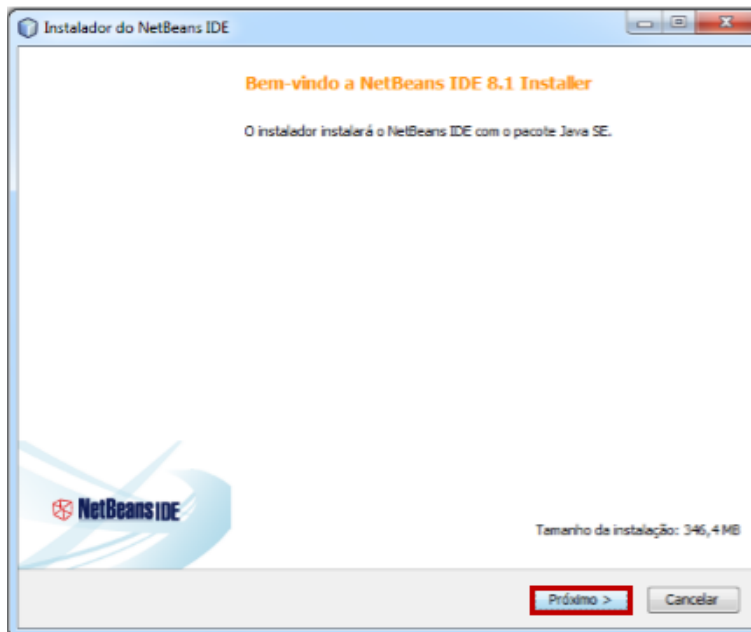 Instalador do NetBeans IDE
Bem-vindo a NetBeans IDE 8.1 Installer
O instalador instalará o NetBeans IDE com o pacote Java SE.
NetBeans IDE
Tamanho da instalação: 346,4 MB
Próximo >
Cancelar